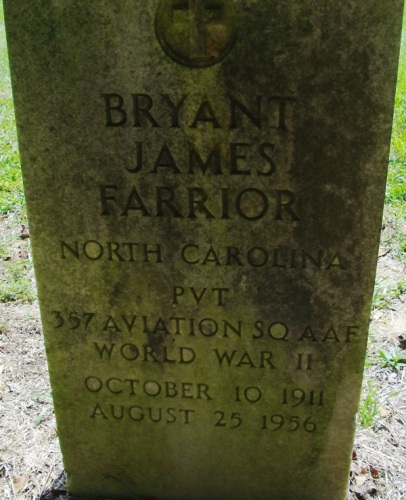 BRYANT
JAMES
FARRIOR
NORTH CAROLINA
PVT
357 AVIATION SQ AAF
WORLD WAR II
OCTOBER 10 1911
AUGUST 25 1956